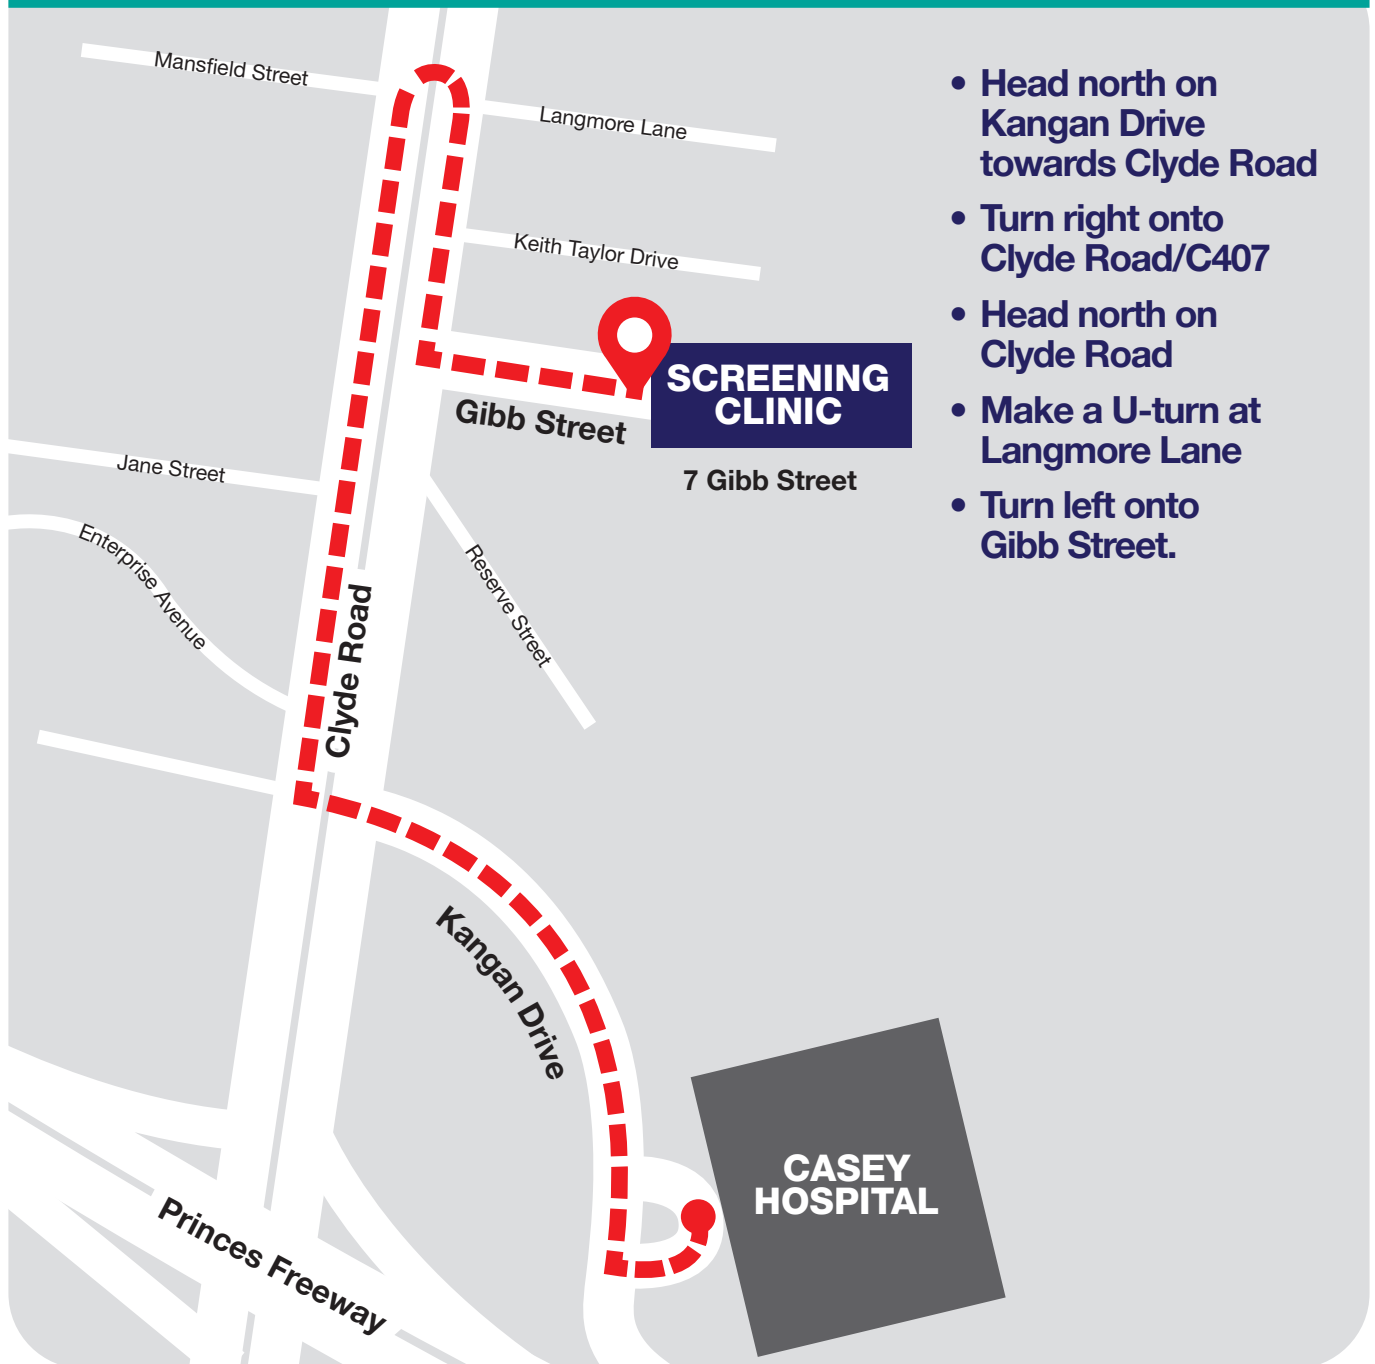 Mansfield Street
Langmore Lane
Keith Taylor Drive
SCREENING
CLINIC
Gibb Street
7 Gibb Street
Jane Street
Enterprise Avenue
Reserve Street
Clyde Road
Kangan Drive
CASEY
HOSPITAL
Princes Freeway
• Head north on
Kangan Drive
towards Clyde Road
• Turn right onto
Clyde Road/C407
• Head north on
Clyde Road
• Make a U-turn at
Langmore Lane
• Turn left onto
Gibb Street.